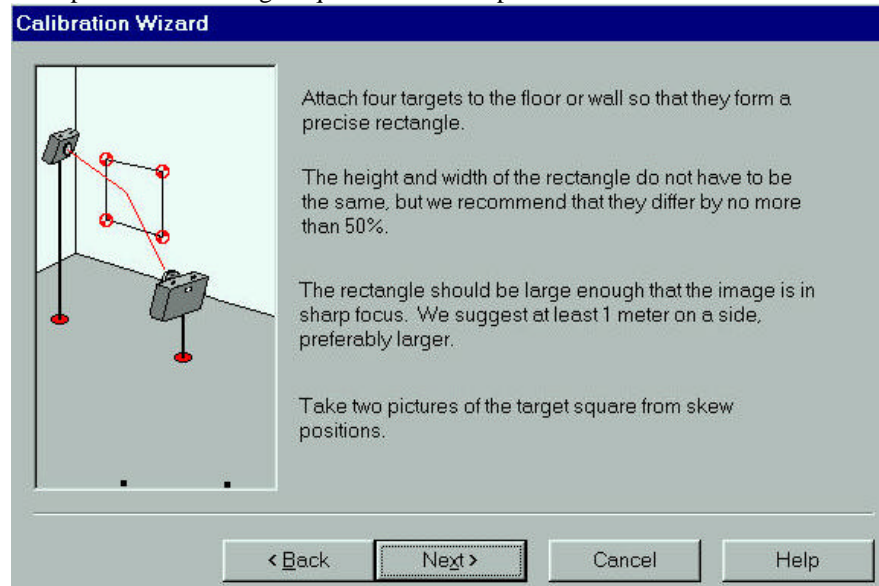 Calibration Wizard
Attach four targets to the floor or wall so that they form a
precise rectangle.
The height and width of the rectangle do not have to be
the same, but we recommend that they differ by no more
than 50%.
The rectangle should be large enough that the image is in
sharp focus. We suggest at least 1 meter on a side,
preferably larger.
Take two pictures of the target square from skew
positions.
< Back Next > Cancel Help